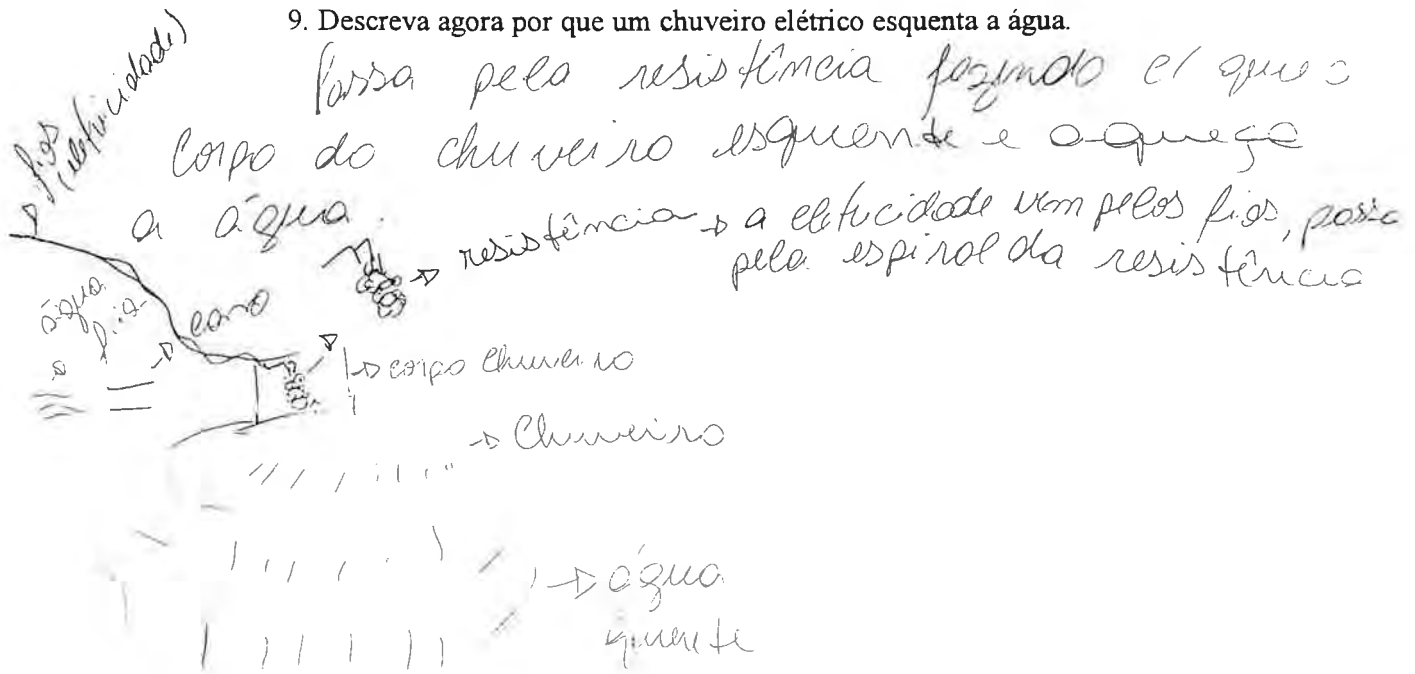 9. Descreva agora por que um chuveiro elétrico esquenta a água.
Passa pela resistência fazendo c/ que o
corpo do chuveiro esquente e aqueça
a água.
fios
(eletricidade)
resistência → a eleticidade vem pelos fios, passa
pela espiral da resistência
água
fria
cano
corpo chuveiro
Chuveiro
água
quente